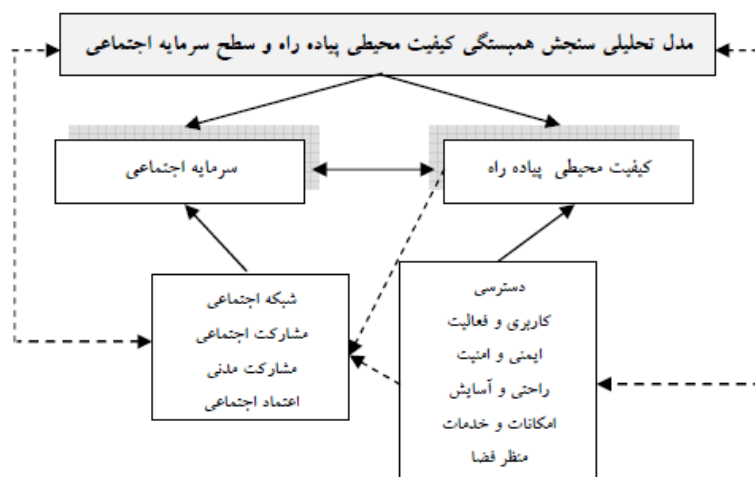 مدل تحلیلی سنجش همبستگی کیفیت محیطی پیاده راه و سطح سرمایه اجتماعی
کیفیت محیطی پیاده راه
سرمایه اجتماعی
دسترسی
کاربری و فعالیت
ایمنی و امنیت
راحتی و آسایش
امکانات و خدمات
منظر فضا
شبکه اجتماعی
مشارکت اجتماعی
مشارکت مدنی
اعتماد اجتماعی